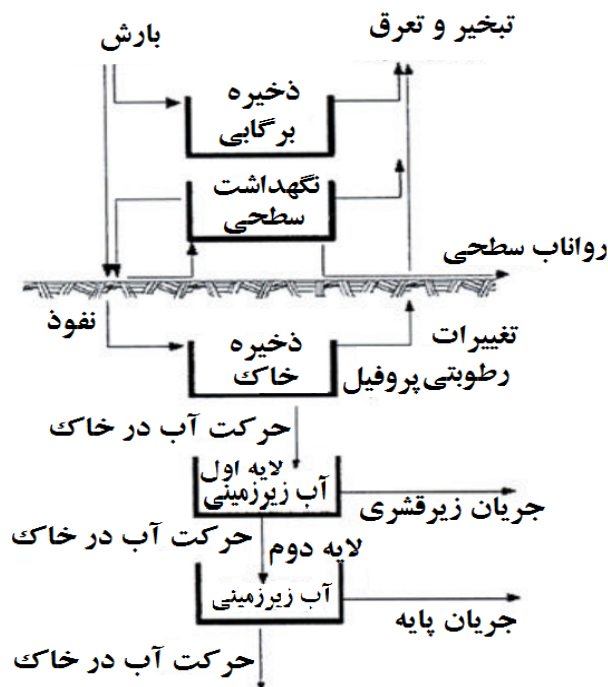 بارش
تبخیر و تعرق
ذخیره
برگابی
نگهداشت
سطحی
رواناب سطحی
نفوذ
ذخیره
خاک
تغییرات
رطوبتی پروفیل
حرکت آب در خاک
لایه اول
آب زیرزمینی
جریان زیرقشری
حرکت آب در خاک
لایه دوم
آب زیرزمینی
جریان پایه
حرکت آب در خاک